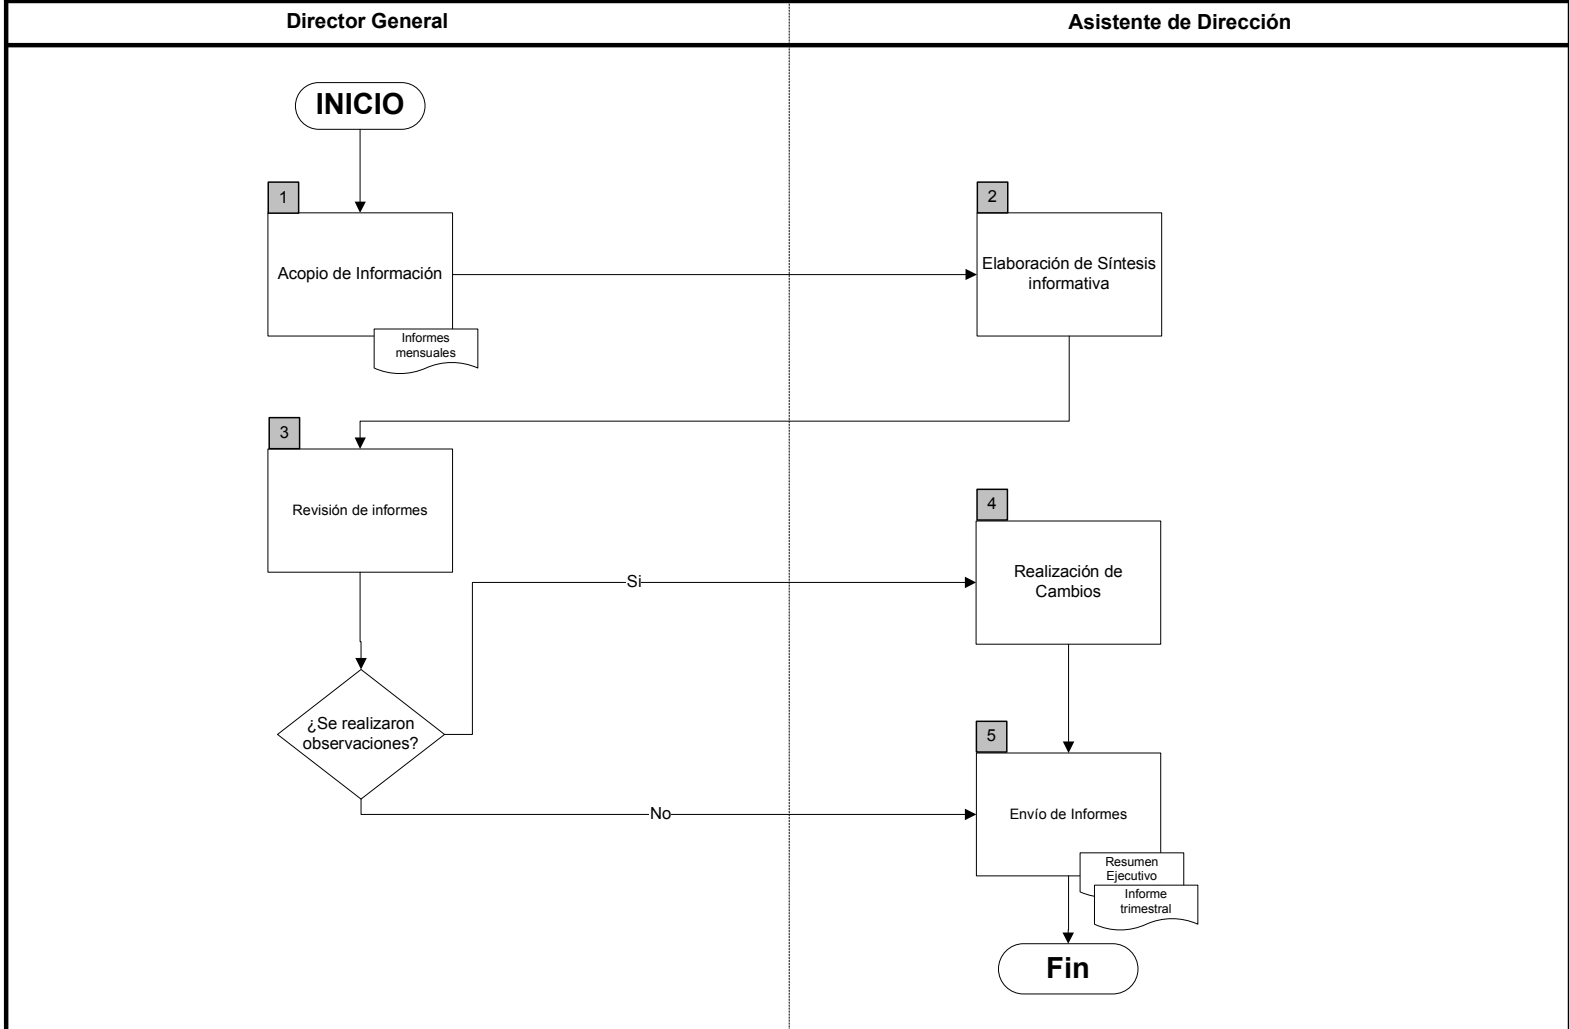 Director General
Asistente de Dirección
INICIO
1
Acopio de Información
Informes
mensuales
2
Elaboración de Síntesis
informativa
3
Revisión de informes
¿Se realizaron
observaciones?
Si
No
4
Realización de
Cambios
5
Envío de Informes
Resumen
Ejecutivo
Informe
trimestral
Fin